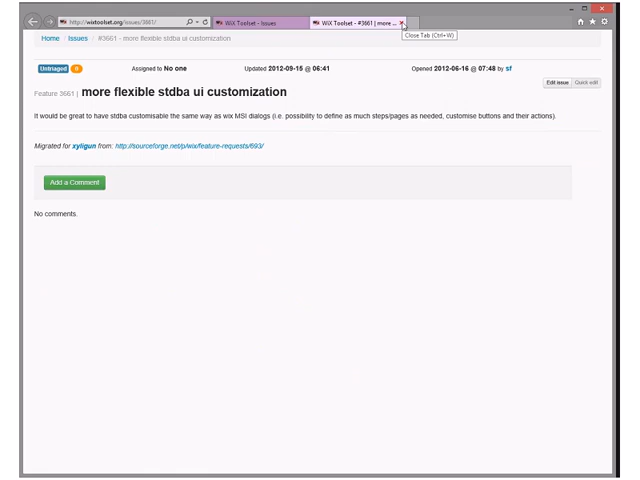 http://wixtoolset.org/issues/3661/
WiX Toolset - Issues
WiX Toolset - #3661 | more ...
Close Tab (Ctrl+W)
Home / Issues / #3661 - more flexible stdba ui customization
Untriaged 0 Assigned to No one Updated 2012-09-15 @ 06:41 Opened 2012-06-16 @ 07:48 by sf
Edit issue Quick edit
Feature 3661 | more flexible stdba ui customization
It would be great to have stdba customisable the same way as wix MSI dialogs (i.e. possibility to define as much steps/pages as needed, customise buttons and their actions).
Migrated for xyligun from: http://sourceforge.net/p/wix/feature-requests/693/
Add a Comment
No comments.